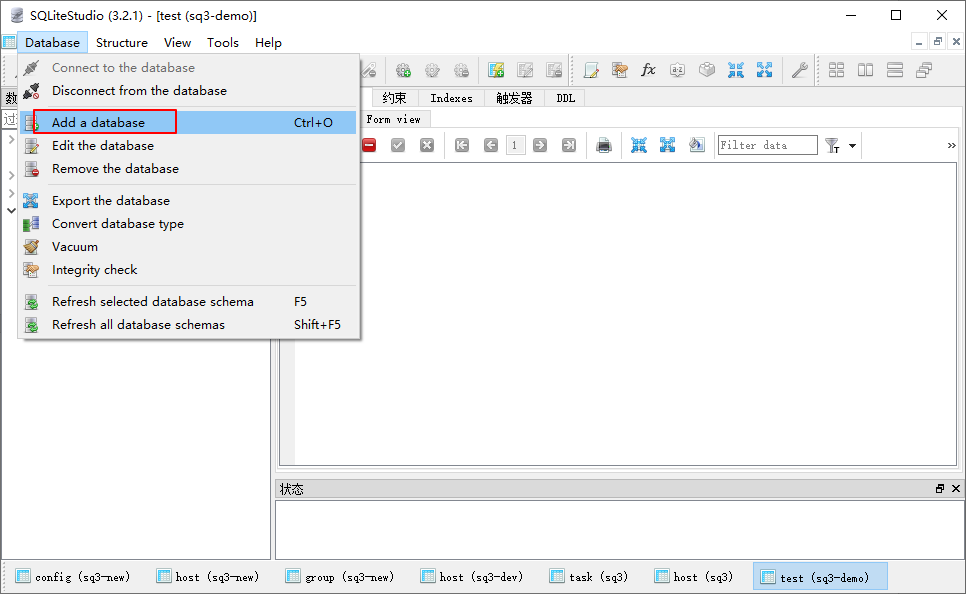 SQLiteStudio (3.2.1) - [test (sq3-demo)]
Database Structure View Tools Help
Connect to the database
Disconnect from the database
Add a database Ctrl+O
Edit the database
Remove the database
Export the database
Convert database type
Vacuum
Integrity check
Refresh selected database schema F5
Refresh all database schemas Shift+F5
数
过
约束 Indexes 触发器 DDL
Form view
1 Filter data
状态
config (sq3-new) host (sq3-new) group (sq3-new) host (sq3-dev) task (sq3) host (sq3) test (sq3-demo)